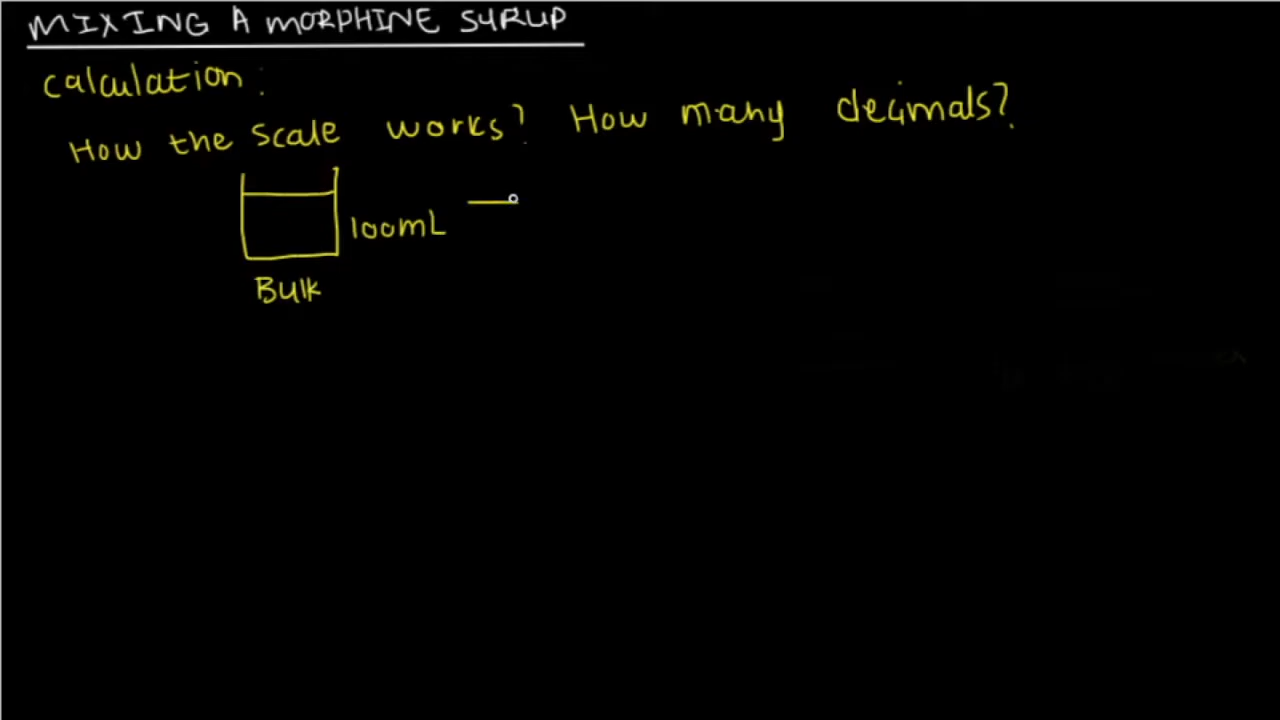 MIXING A MORPHINE SYRUP
calculation:
How the scale works? How many decimals?
100mL
Bulk